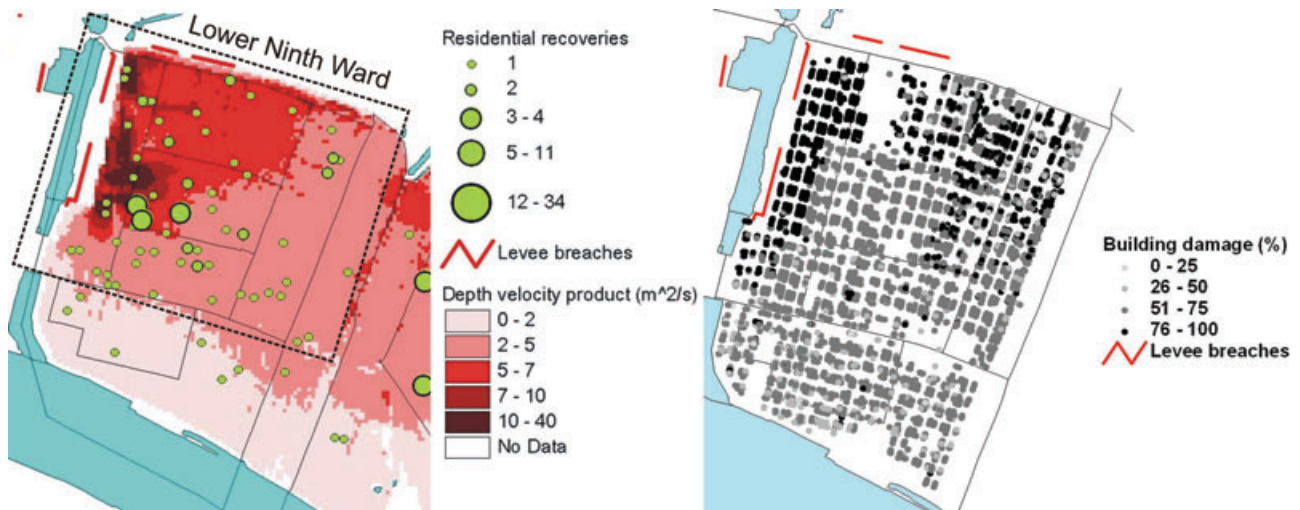 Lower Ninth Ward
Residential recoveries
1
2
3 - 4
5 - 11
12 - 34
Levee breaches
Depth velocity product (m^2/s)
0 - 2
2 - 5
5 - 7
7 - 10
10 - 40
No Data
Building damage (%)
0 - 25
26 - 50
51 - 75
76 - 100
Levee breaches